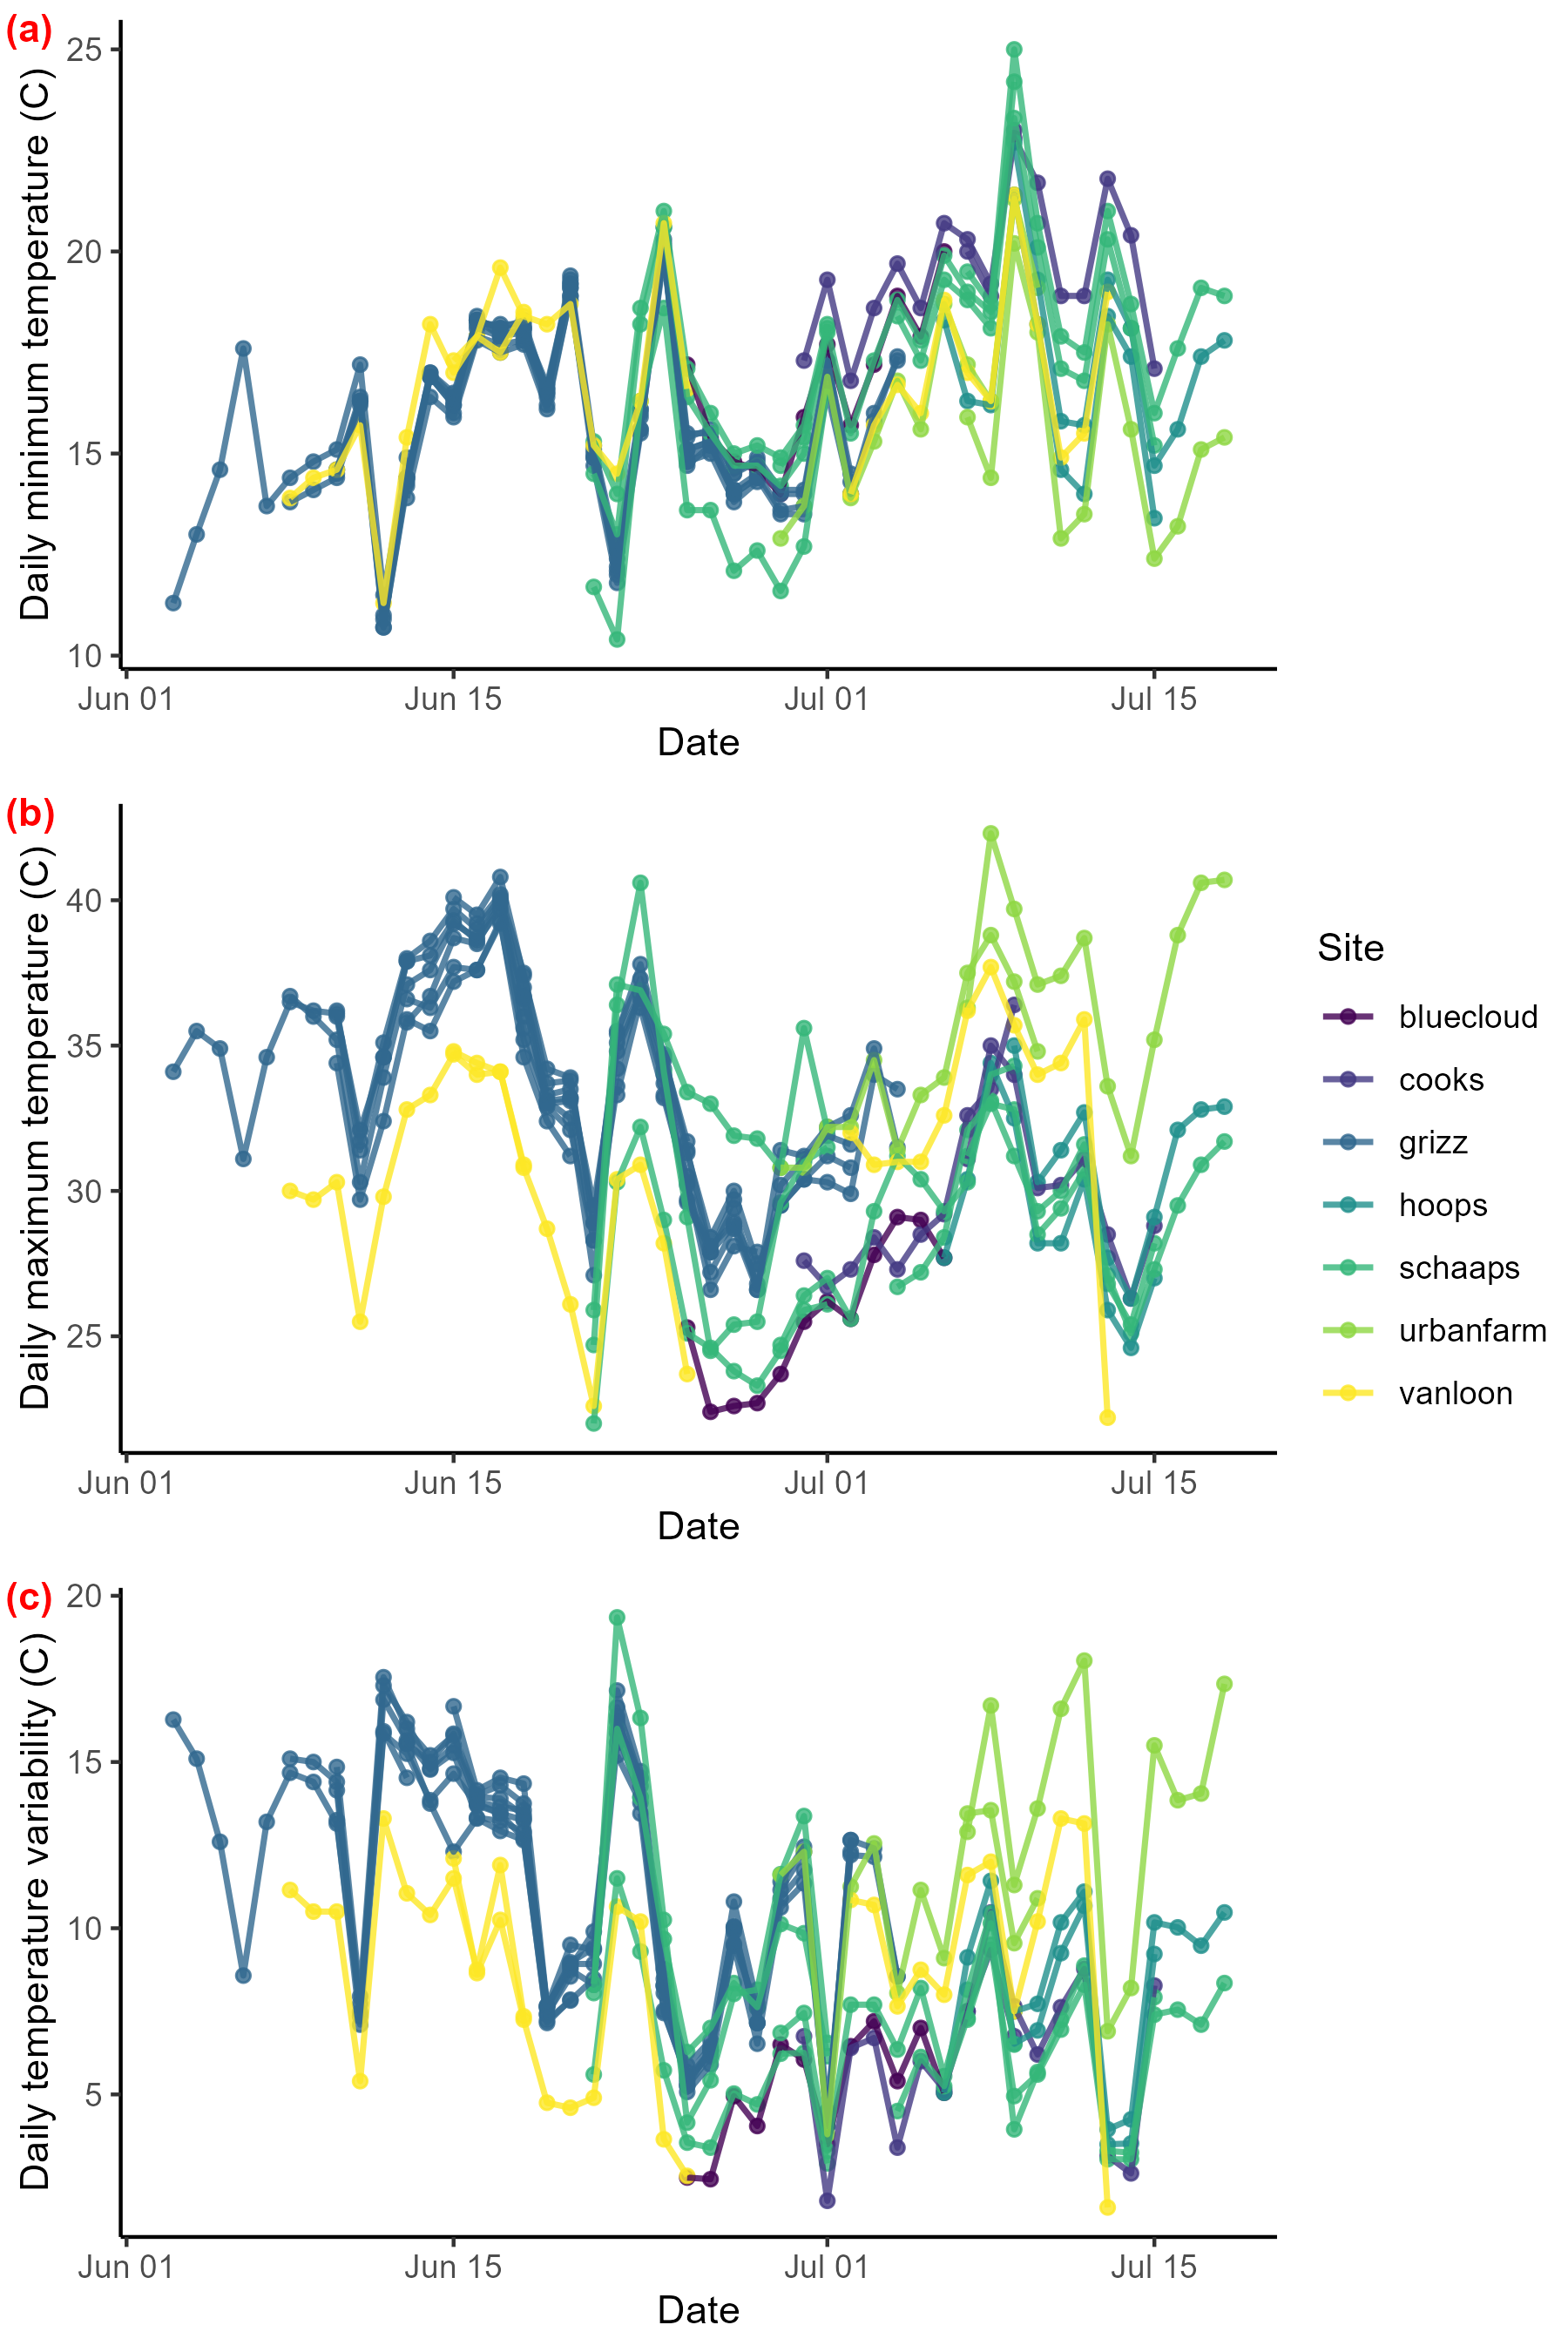 (a)
Daily minimum temperature (C)
25
20
15
10
Jun 01 Jun 15 Jul 01 Jul 15
Date
(b)
Daily maximum temperature (C)
40
35
30
25
Jun 01 Jun 15 Jul 01 Jul 15
Date
Site
bluecloud
cooks
grizz
hoops
schaaps
urbanfarm
vanloon
(c)
Daily temperature variability (C)
20
15
10
5
Jun 01 Jun 15 Jul 01 Jul 15
Date